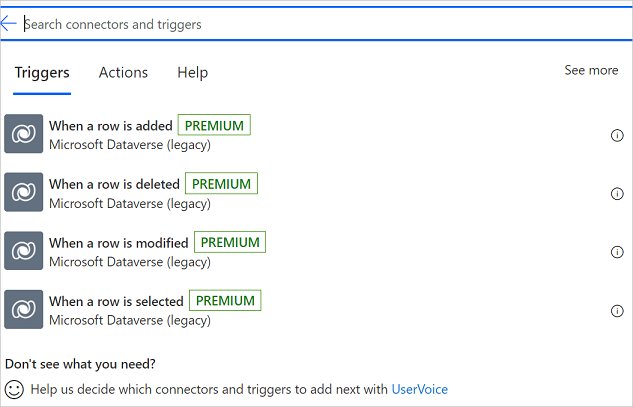 Search connectors and triggers
Triggers Actions Help See more
When a row is added PREMIUM
Microsoft Dataverse (legacy)
When a row is deleted PREMIUM
Microsoft Dataverse (legacy)
When a row is modified PREMIUM
Microsoft Dataverse (legacy)
When a row is selected PREMIUM
Microsoft Dataverse (legacy)
Don't see what you need?
Help us decide which connectors and triggers to add next with UserVoice